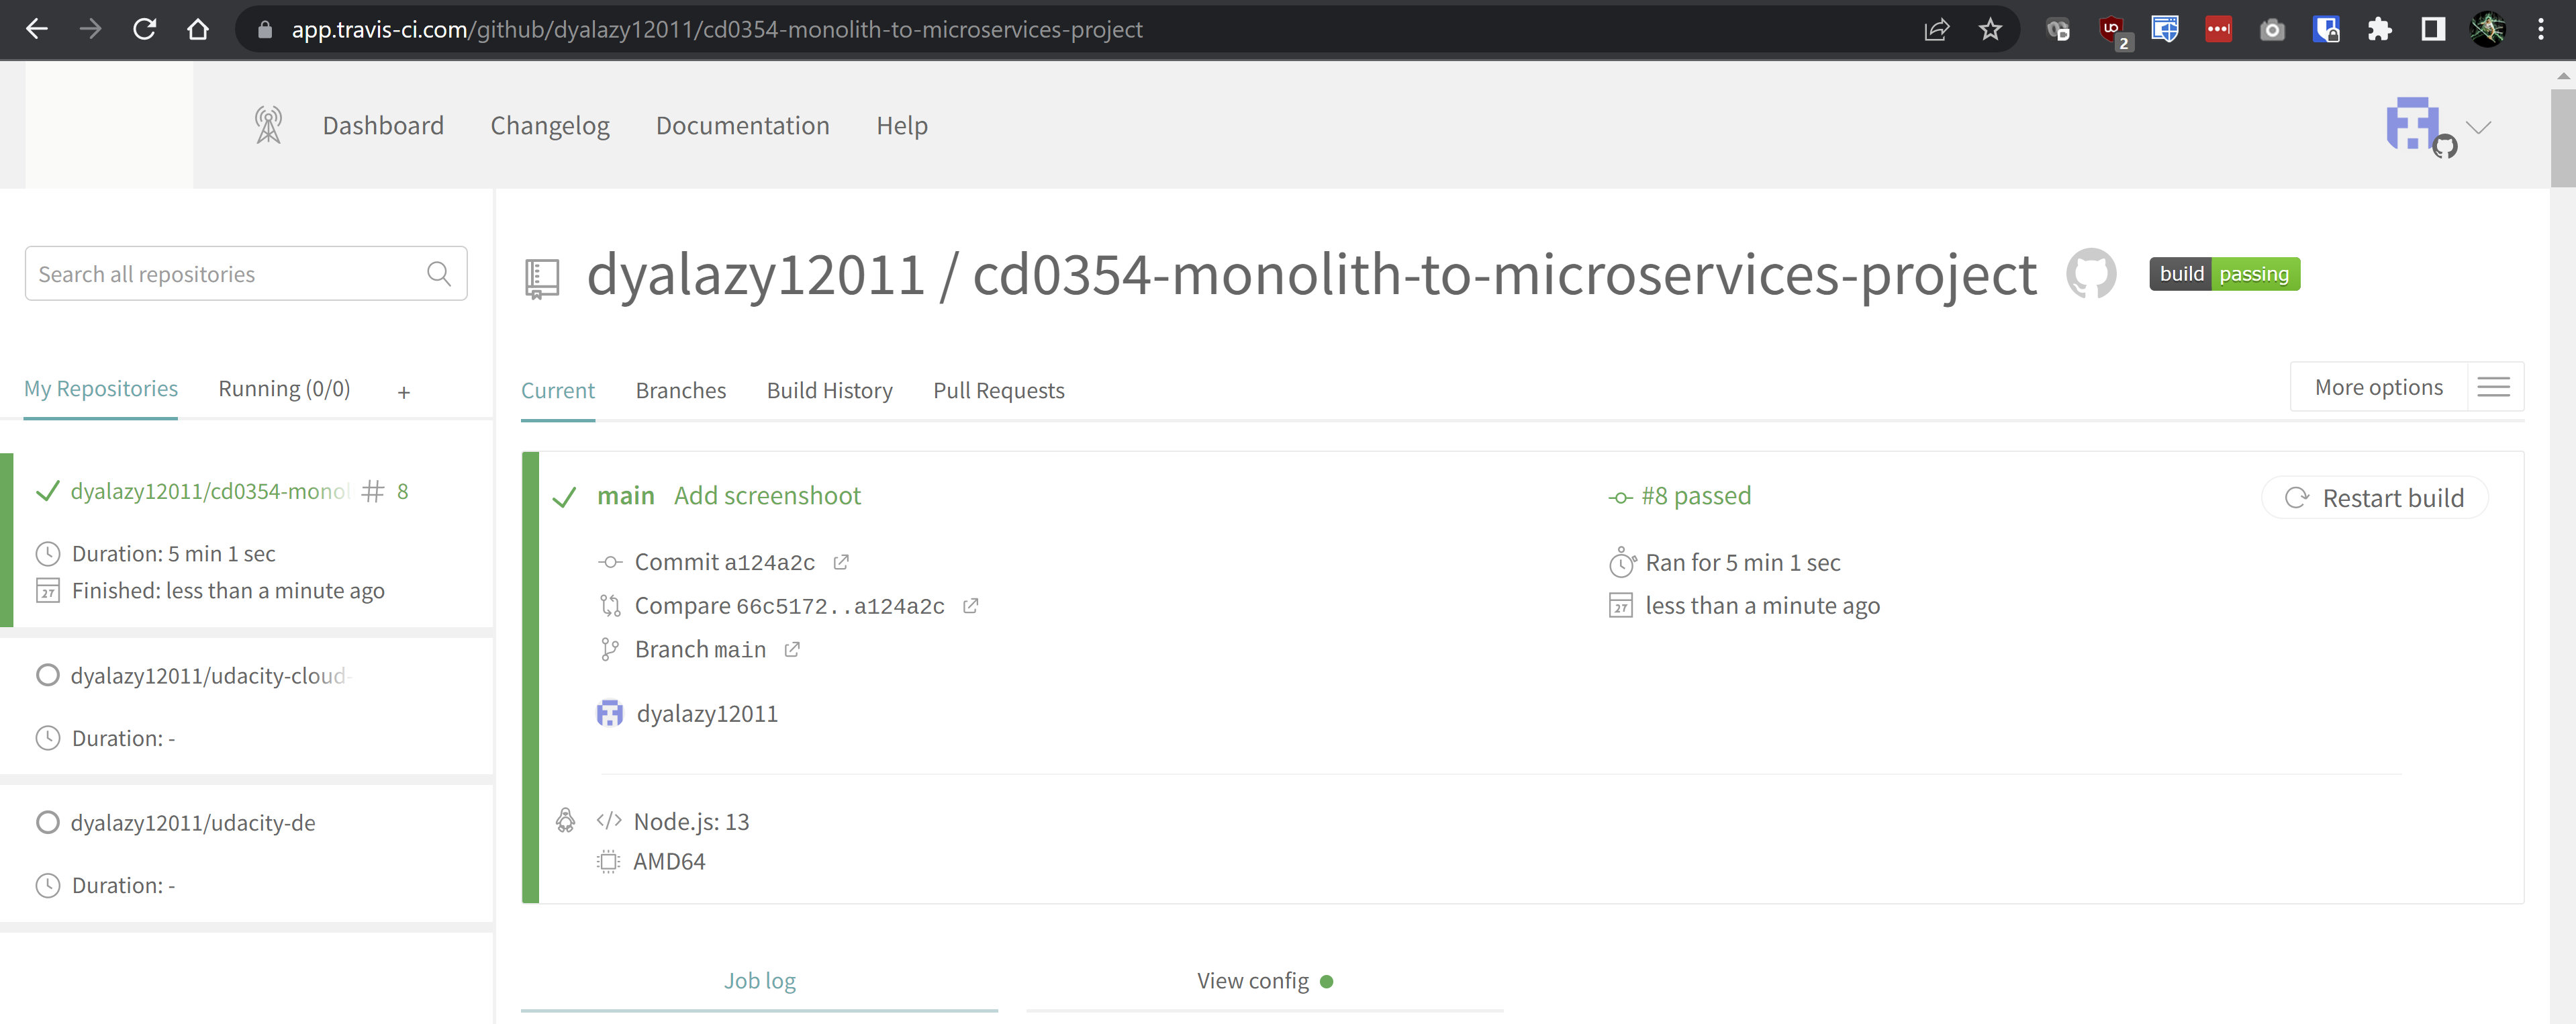 app.travis-ci.com/github/dyalazy12011/cd0354-monolith-to-microservices-project
2
Dashboard Changelog Documentation Help
Search all repositories
dyalazy12011 / cd0354-monolith-to-microservices-project build passing
My Repositories Running (0/0) +
Current Branches Build History Pull Requests More options
dyalazy12011/cd0354-monol # 8
Duration: 5 min 1 sec
27 Finished: less than a minute ago
dyalazy12011/udacity-cloud-
Duration: -
dyalazy12011/udacity-de
Duration: -
main Add screenshoot #8 passed Restart build
Commit a124a2c Ran for 5 min 1 sec
Compare 66c5172..a124a2c 27 less than a minute ago
Branch main
dyalazy12011
</> Node.js: 13
AMD64
Job log View config